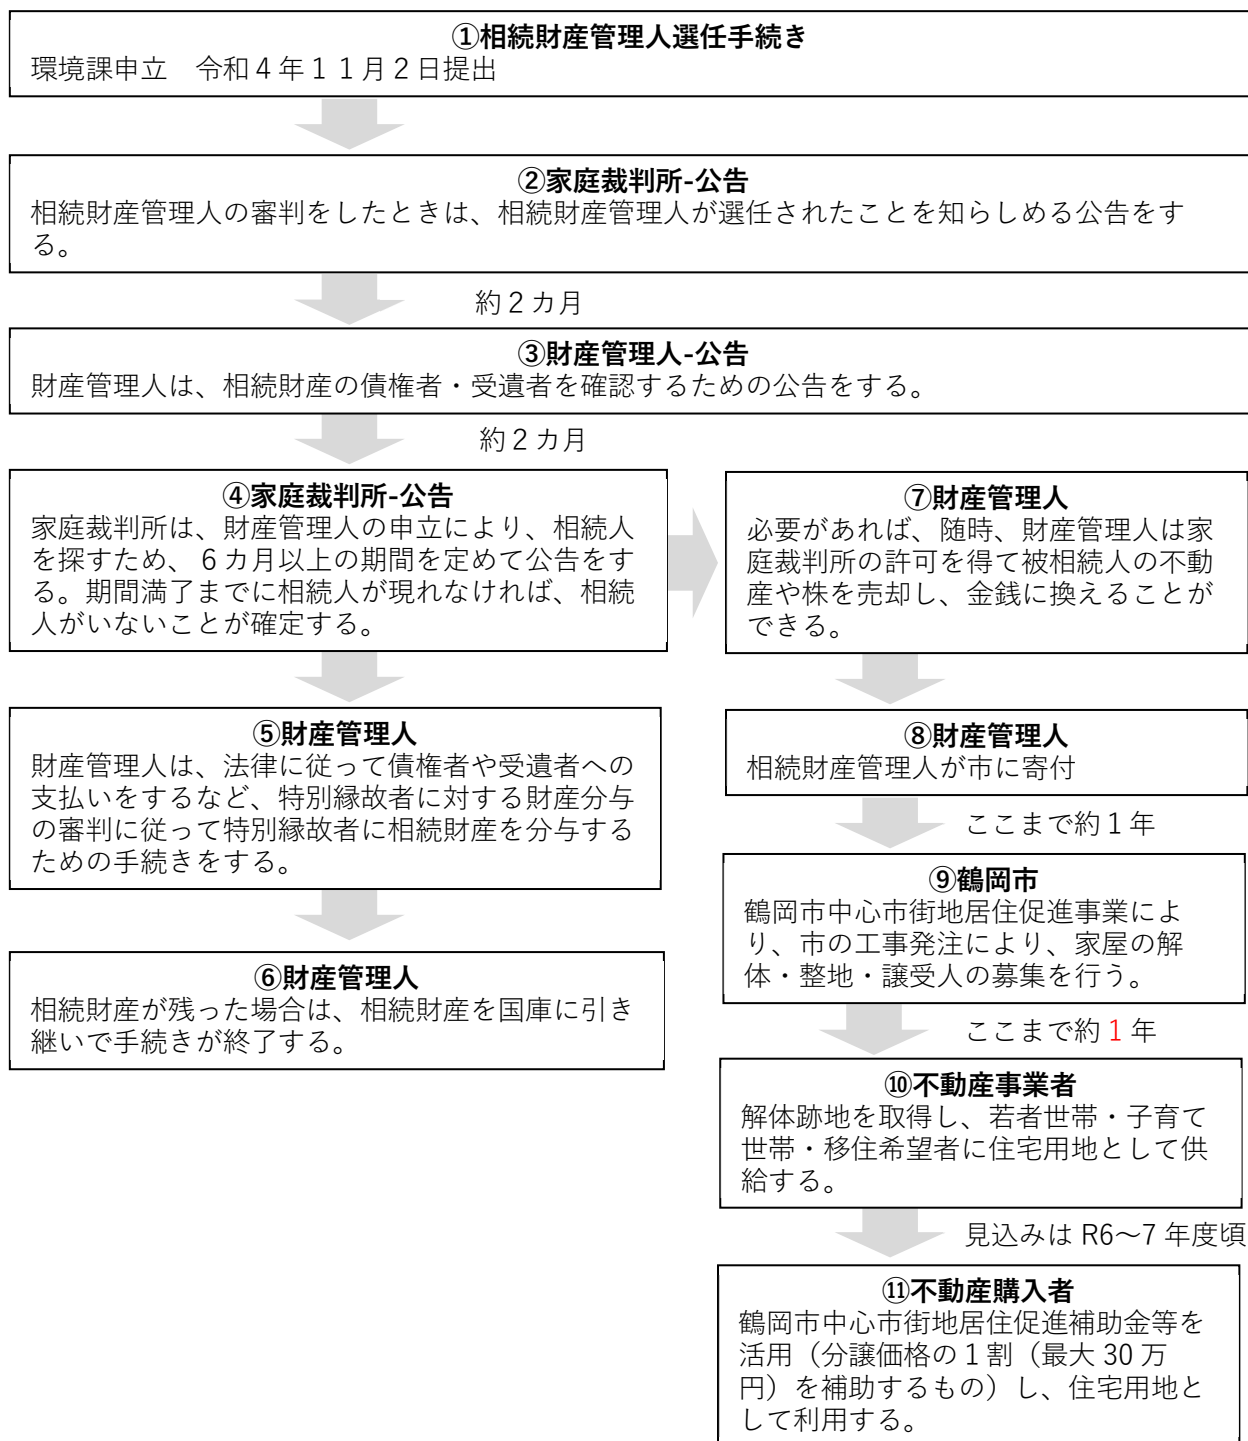 ①相続財産管理人選任手続き
環境課申立　令和４年１１月２日提出
②家庭裁判所-公告
相続財産管理人の審判をしたときは、相続財産管理人が選任されたことを知らしめる公告をす
る。
約２カ月
③財産管理人-公告
財産管理人は、相続財産の債権者・受遺者を確認するための公告をする。
約２カ月
④家庭裁判所-公告
家庭裁判所は、財産管理人の申立により、相続人
を探すため、６カ月以上の期間を定めて公告をす
る。期間満了までに相続人が現れなければ、相続
人がいないことが確定する。
⑤財産管理人
財産管理人は、法律に従って債権者や受遺者への
支払いをするなど、特別縁故者に対する財産分与
の審判に従って特別縁故者に相続財産を分与する
ための手続きをする。
⑥財産管理人
相続財産が残った場合は、相続財産を国庫に引き
継いで手続きが終了する。
⑦財産管理人
必要があれば、随時、財産管理人は家
庭裁判所の許可を得て被相続人の不動
産や株を売却し、金銭に換えることが
できる。
⑧財産管理人
相続財産管理人が市に寄付
ここまで約１年
⑨鶴岡市
鶴岡市中心市街地居住促進事業によ
り、市の工事発注により、家屋の解
体・整地・譲受人の募集を行う。
ここまで約１年
⑩不動産事業者
解体跡地を取得し、若者世帯・子育て
世帯・移住希望者に住宅用地として供
給する。
見込みは R6～7 年度頃
⑪不動産購入者
鶴岡市中心市街地居住促進補助金等を
活用（分譲価格の１割（最大 30 万
円）を補助するもの）し、住宅用地と
して利用する。